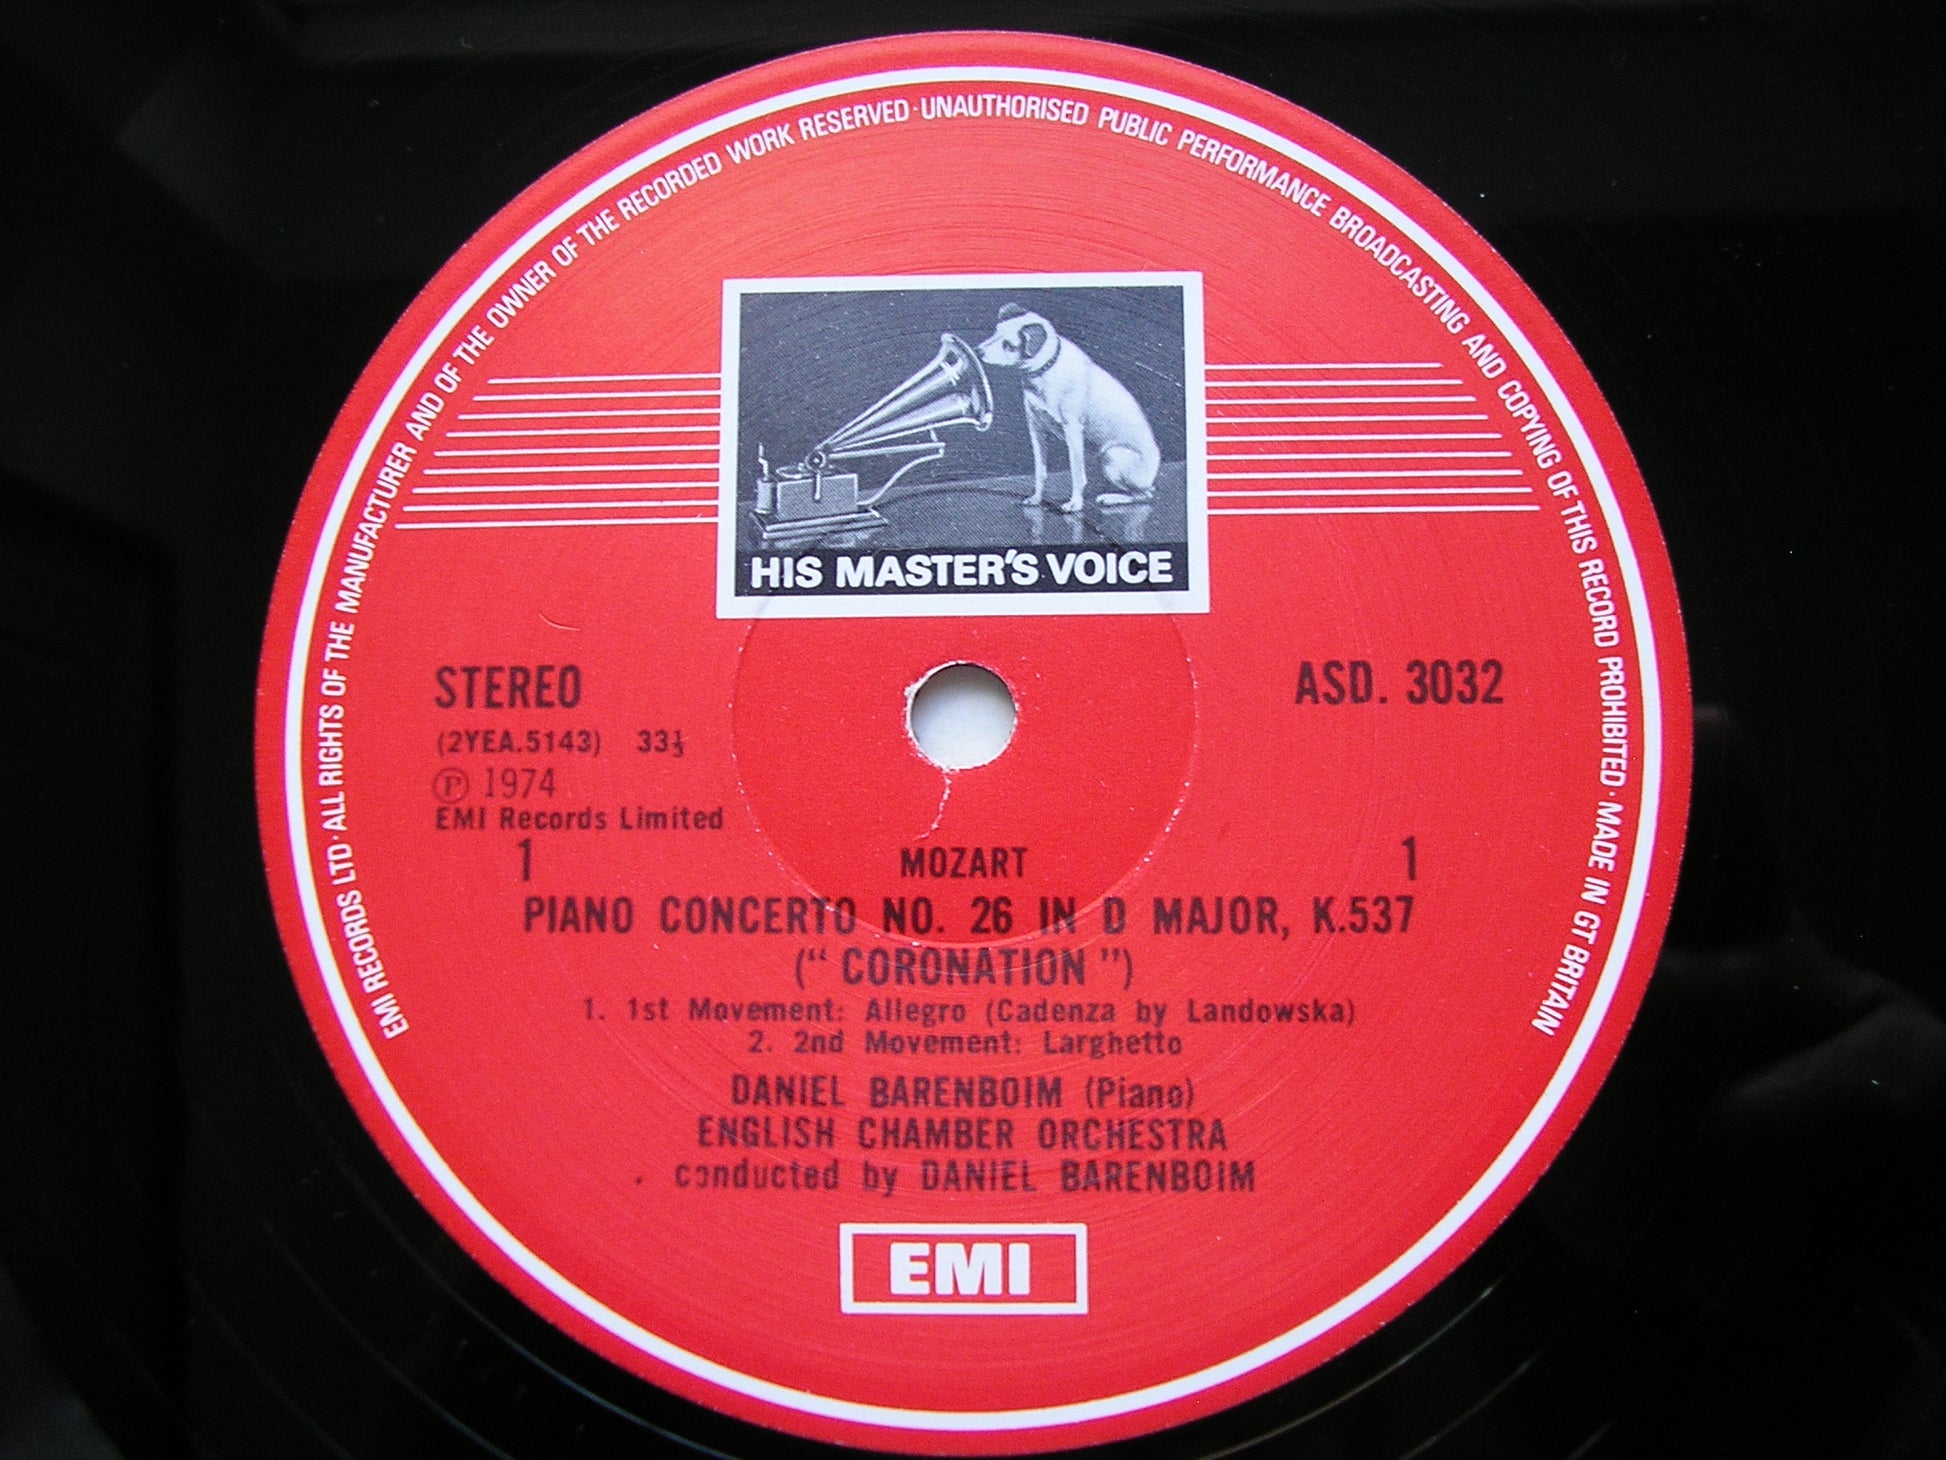 EMI RECORDS LTD · ALL RIGHTS OF THE MANUFACTURER AND OF THE OWNER OF THE RECORDED WORK RESERVED · UNAUTHORISED PUBLIC PERFORMANCE BROADCASTING AND COPYING OF THIS RECORD PROHIBITED · MADE IN GT BRITAIN
HIS MASTER'S VOICE
STEREO ASD. 3032
(2YEA.5143) 33⅓
℗ 1974
EMI Records Limited
1 MOZART 1
PIANO CONCERTO NO. 26 IN D MAJOR, K.537
("CORONATION")
1. 1st Movement: Allegro (Cadenza by Landowska)
2. 2nd Movement: Larghetto
DANIEL BARENBOIM (Piano)
ENGLISH CHAMBER ORCHESTRA
conducted by DANIEL BARENBOIM
EMI